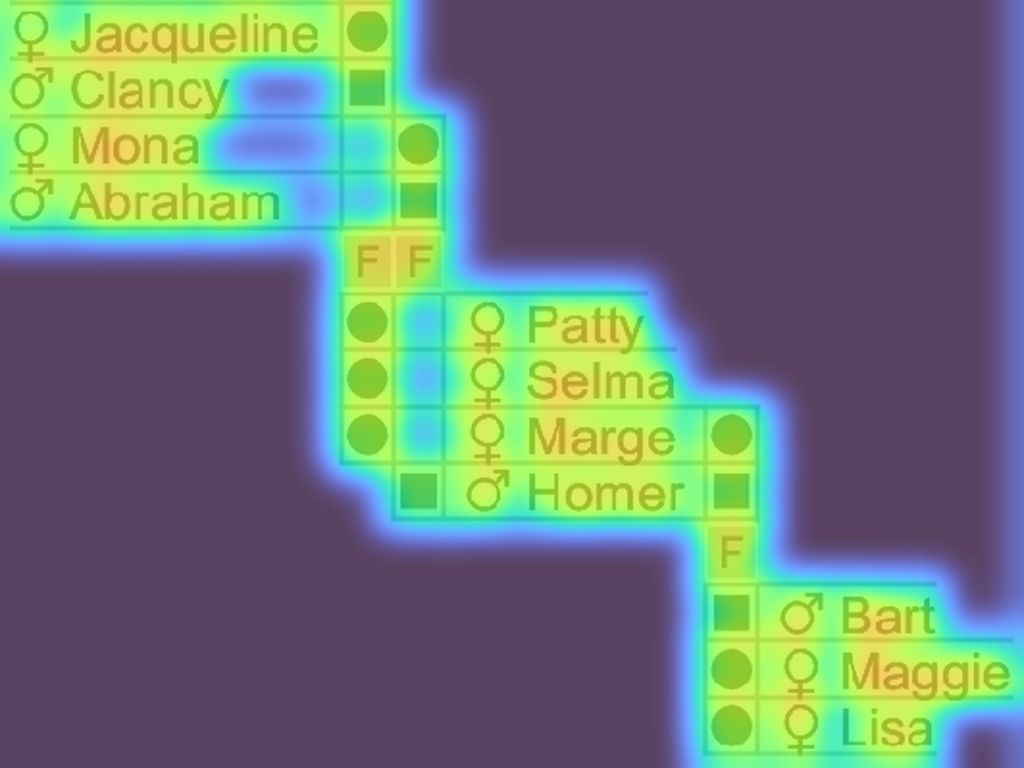 ♀ Jacqueline
♂ Clancy
♀ Mona
♂ Abraham
F F
♀ Patty
♀ Selma
♀ Marge
♂ Homer
F
♂ Bart
♀ Maggie
♀ Lisa